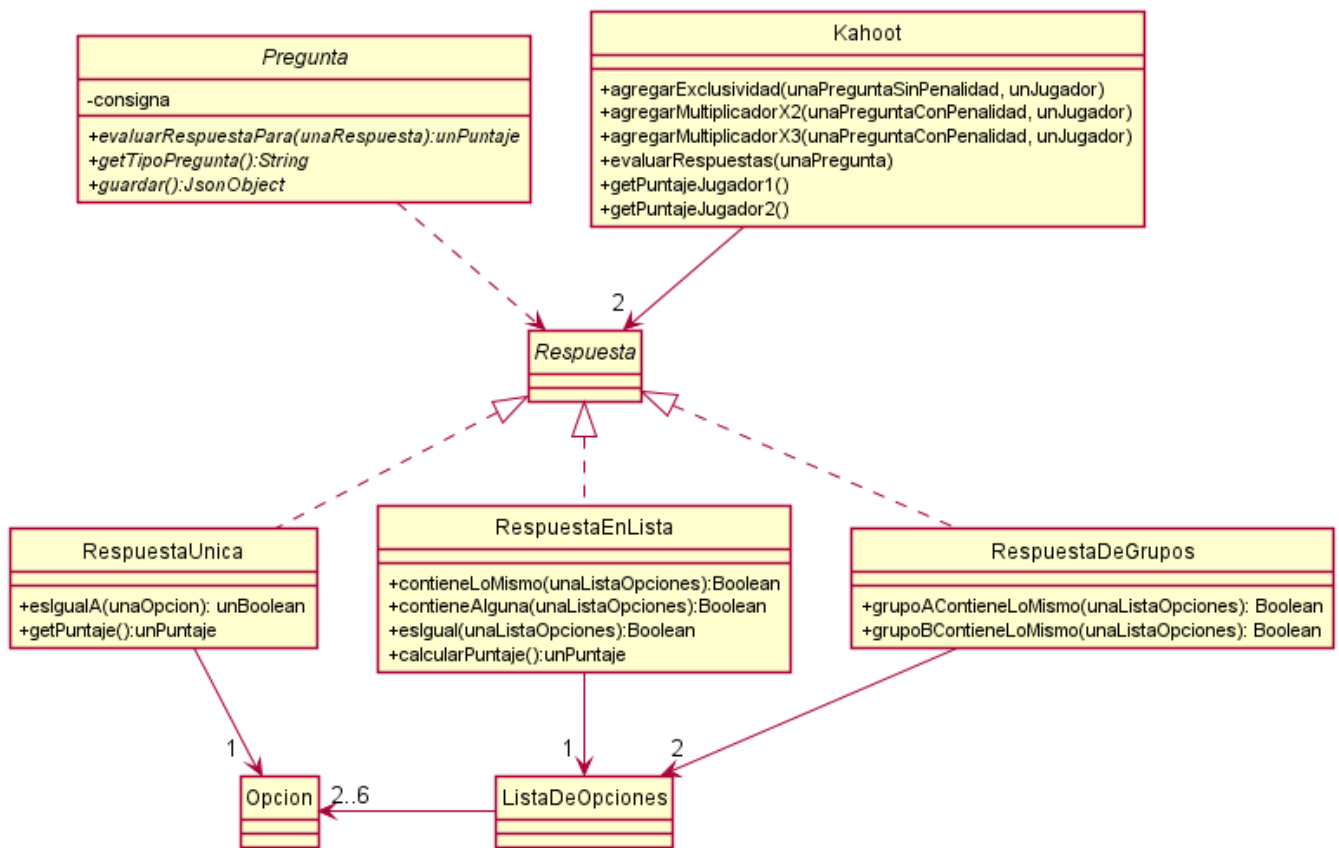 Pregunta
-consigna
+evaluarRespuestaPara(unaRespuesta):unPuntaje
+getTipoPregunta():String
+guardar():JsonObject
Kahoot
+agregarExclusividad(unaPreguntaSinPenalidad, unJugador)
+agregarMultiplicadorX2(unaPreguntaConPenalidad, unJugador)
+agregarMultiplicadorX3(unaPreguntaConPenalidad, unJugador)
+evaluarRespuestas(unaPregunta)
+getPuntajeJugador1()
+getPuntajeJugador2()
2
Respuesta
RespuestaUnica
+esIgualA(unaOpcion): unBoolean
+getPuntaje():unPuntaje
RespuestaEnLista
+contieneLoMismo(unaListaOpciones):Boolean
+contieneAlguna(unaListaOpciones):Boolean
+esIgual(unaListaOpciones):Boolean
+calcularPuntaje():unPuntaje
RespuestaDeGrupos
+grupoAContieneLoMismo(unaListaOpciones): Boolean
+grupoBContieneLoMismo(unaListaOpciones): Boolean
1
1
2
Opcion
2..6
ListaDeOpciones